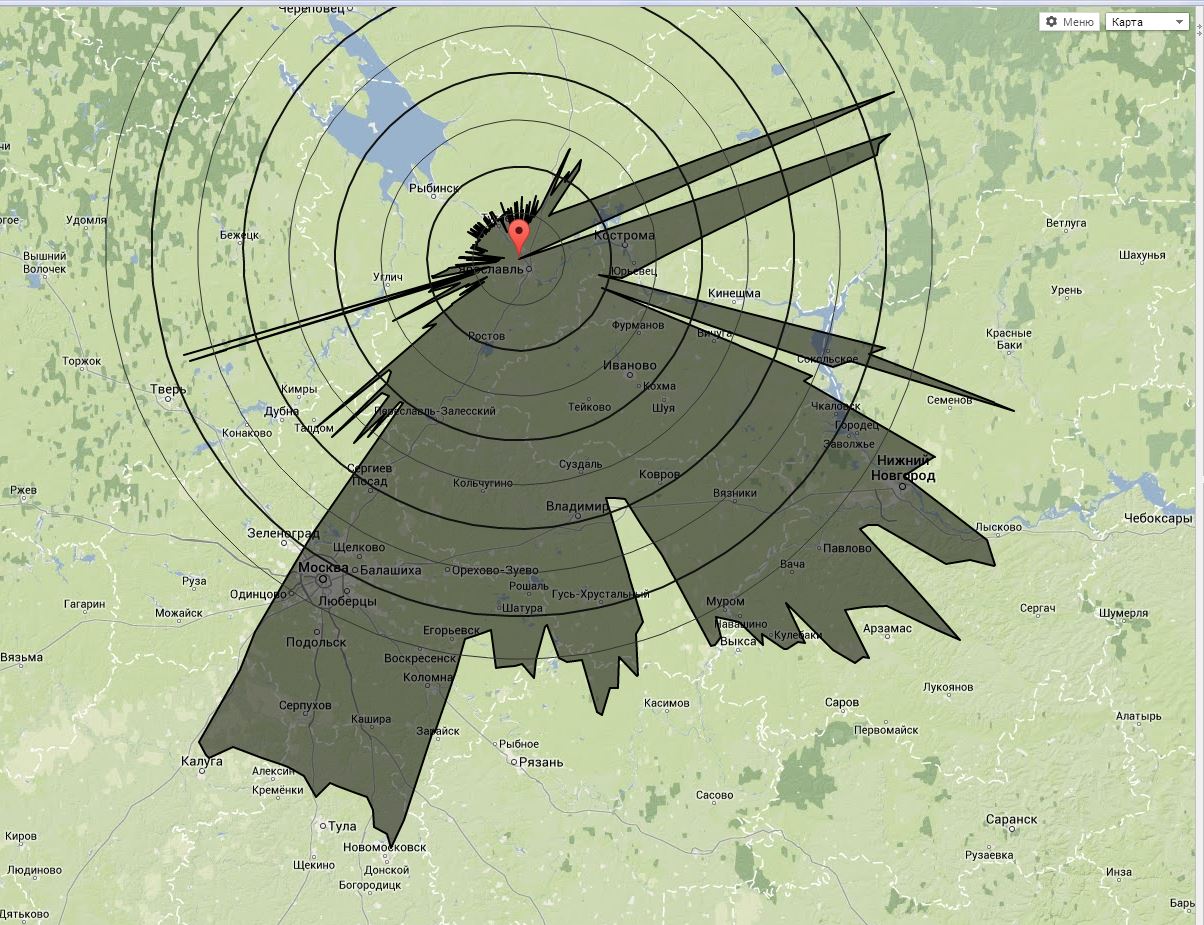 Череповец
Меню
Карта
Рыбинск
Удомля
Ветлуга
Бежецк
Кострома
Вышний
Волочек
Шахунья
Ярославль
Юрьевец
Углич
Урень
Кинешма
Фурманов
Вичуга
Красные
Баки
Ростов
Сокольское
Торжок
Иваново
Тверь
Кимры
Кохма
Семенов
Дубна
Переславль-Залесский
Тейково
Шуя
Чкаловск
Талдом
Городец
Конаково
Заволжье
Суздаль
Нижний
Новгород
Сергиев
Посад
Ковров
Кольчугино
Ржев
Вязники
Владимир
Чебоксары
Лысково
Зеленоград
Щелково
Павлово
Москва
Балашиха
Орехово-Зуево
Вача
Руза
Рошаль
Гусь-Хрустальный
Одинцово
Люберцы
Муром
Гагарин
Шатура
Сергач
Можайск
Шумерля
Навашино
Егорьевск
Арзамас
Кулебаки
Подольск
Выкса
Вязьма
Воскресенск
Коломна
Лукоянов
Серпухов
Касимов
Саров
Кашира
Алатырь
Зарайск
Первомайск
Рыбное
Калуга
Рязань
Алексин
Кремёнки
Сасово
Саранск
Тула
Киров
Новомосковск
Рузаевка
Щекино
Людиново
Донской
Инза
Богородицк
Дятьково